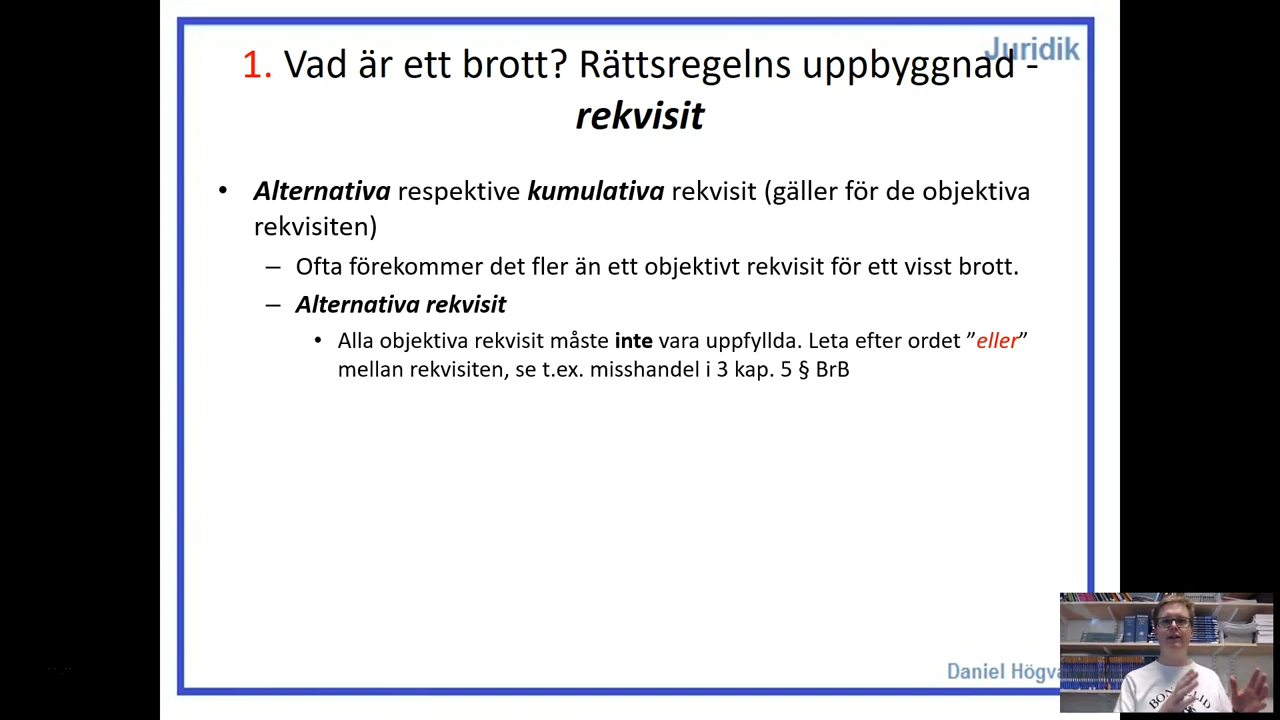 Juridik
1. Vad är ett brott? Rättsregelns uppbyggnad -
rekvisit
• Alternativa respektive kumulativa rekvisit (gäller för de objektiva
rekvisiten)
– Ofta förekommer det fler än ett objektivt rekvisit för ett visst brott.
– Alternativa rekvisit
• Alla objektiva rekvisit måste inte vara uppfyllda. Leta efter ordet ”eller”
mellan rekvisiten, se t.ex. misshandel i 3 kap. 5 § BrB
Daniel